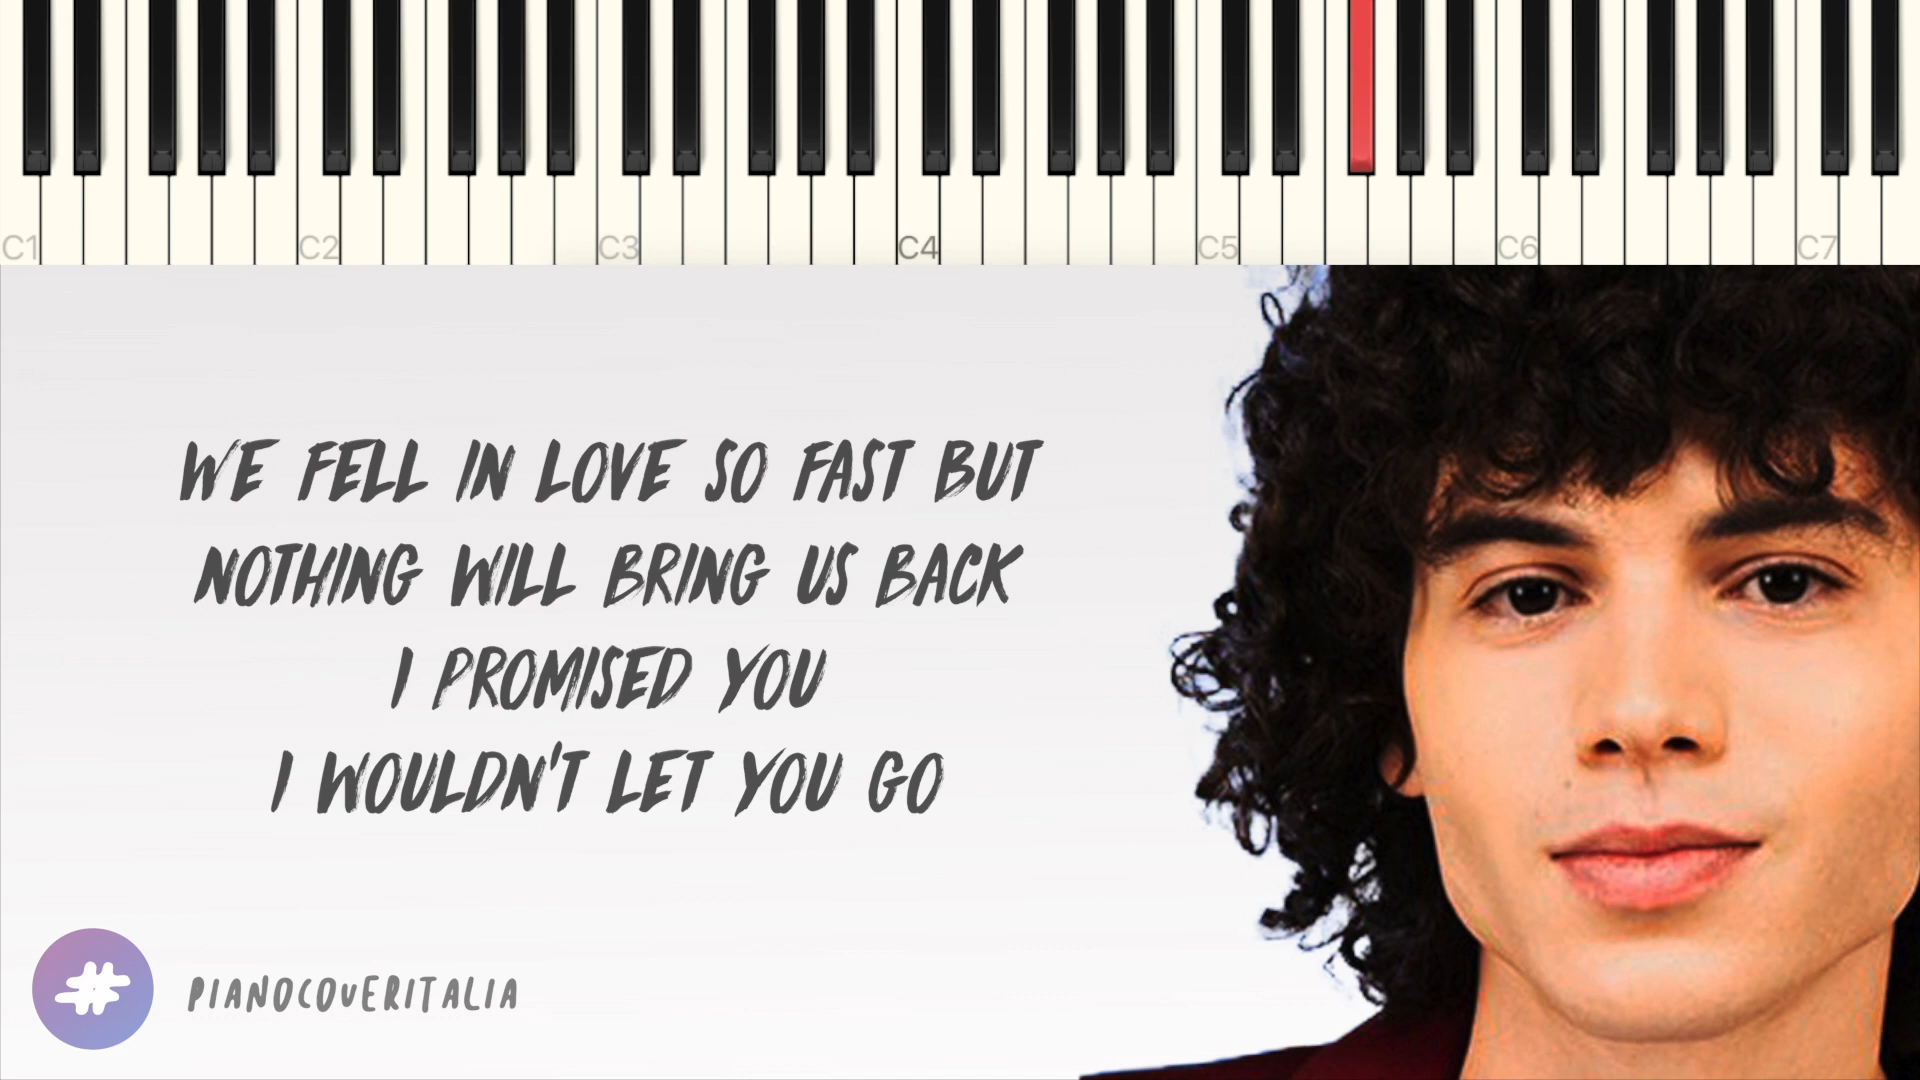 C1 C2 C3 C4 C5 C6 C7
WE FELL IN LOVE SO FAST BUT
NOTHING WILL BRING US BACK
I PROMISED YOU
I WOULDN'T LET YOU GO
# PIANOCOVERITALIA